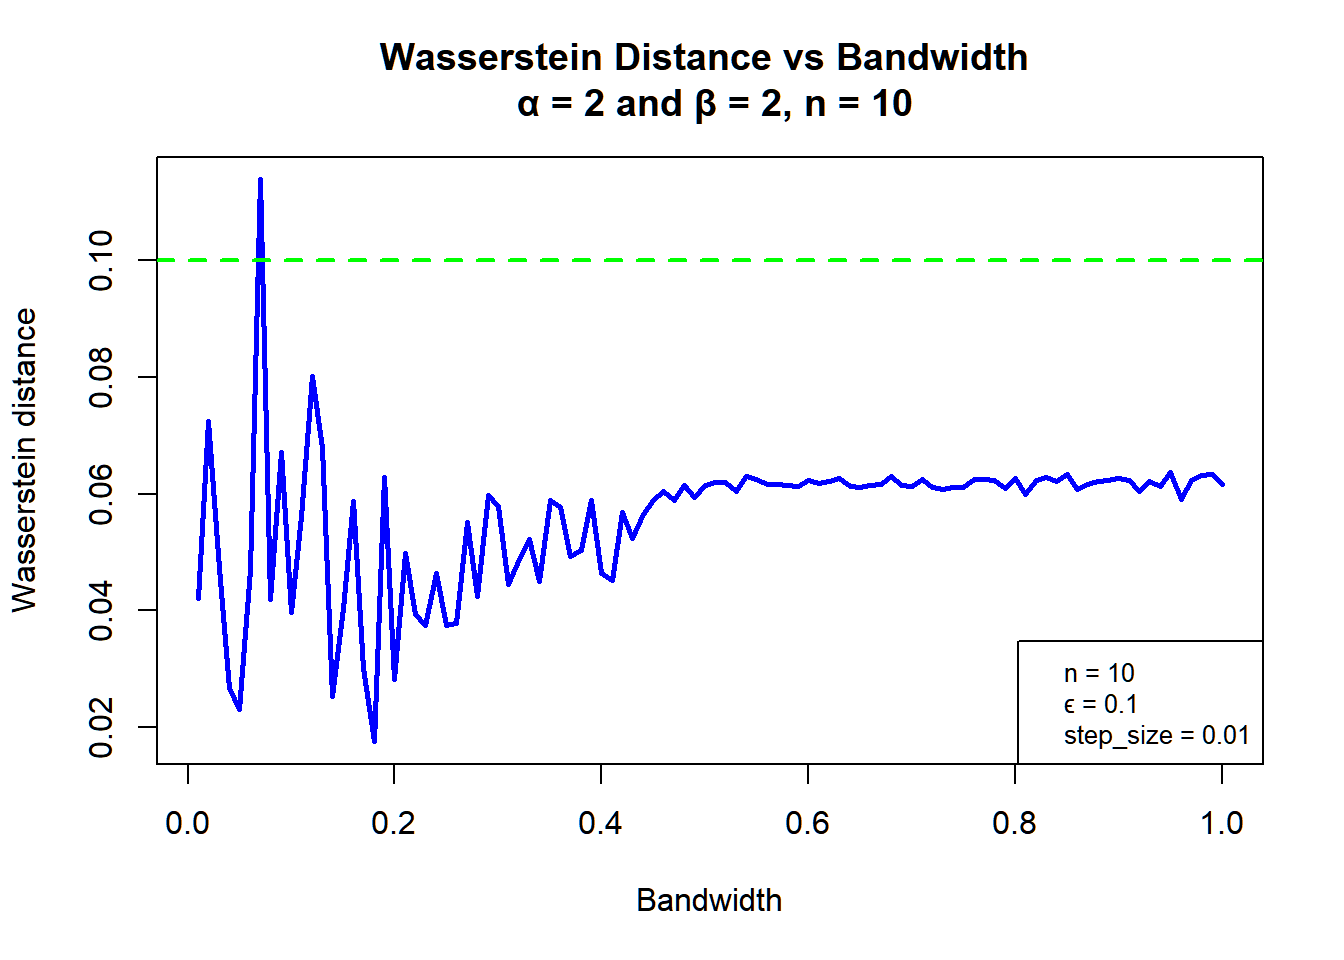 Wasserstein Distance vs Bandwidth
α = 2 and β = 2, n = 10
Wasserstein distance
0.10
0.08
0.06
0.04
0.02
n = 10
ϵ = 0.1
step_size = 0.01
0.0 0.2 0.4 0.6 0.8 1.0
Bandwidth